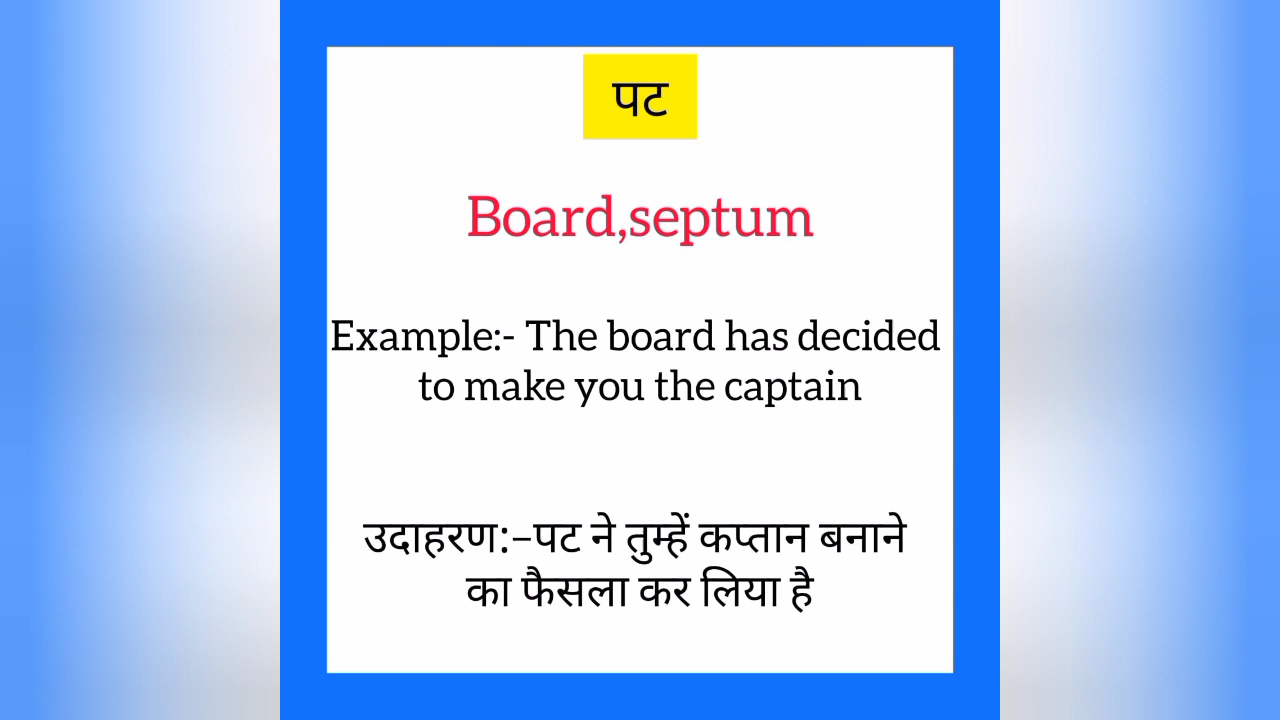 पट
Board,septum
Example:- The board has decided
to make you the captain
उदाहरण:–पट ने तुम्हें कप्तान बनाने
का फैसला कर लिया है